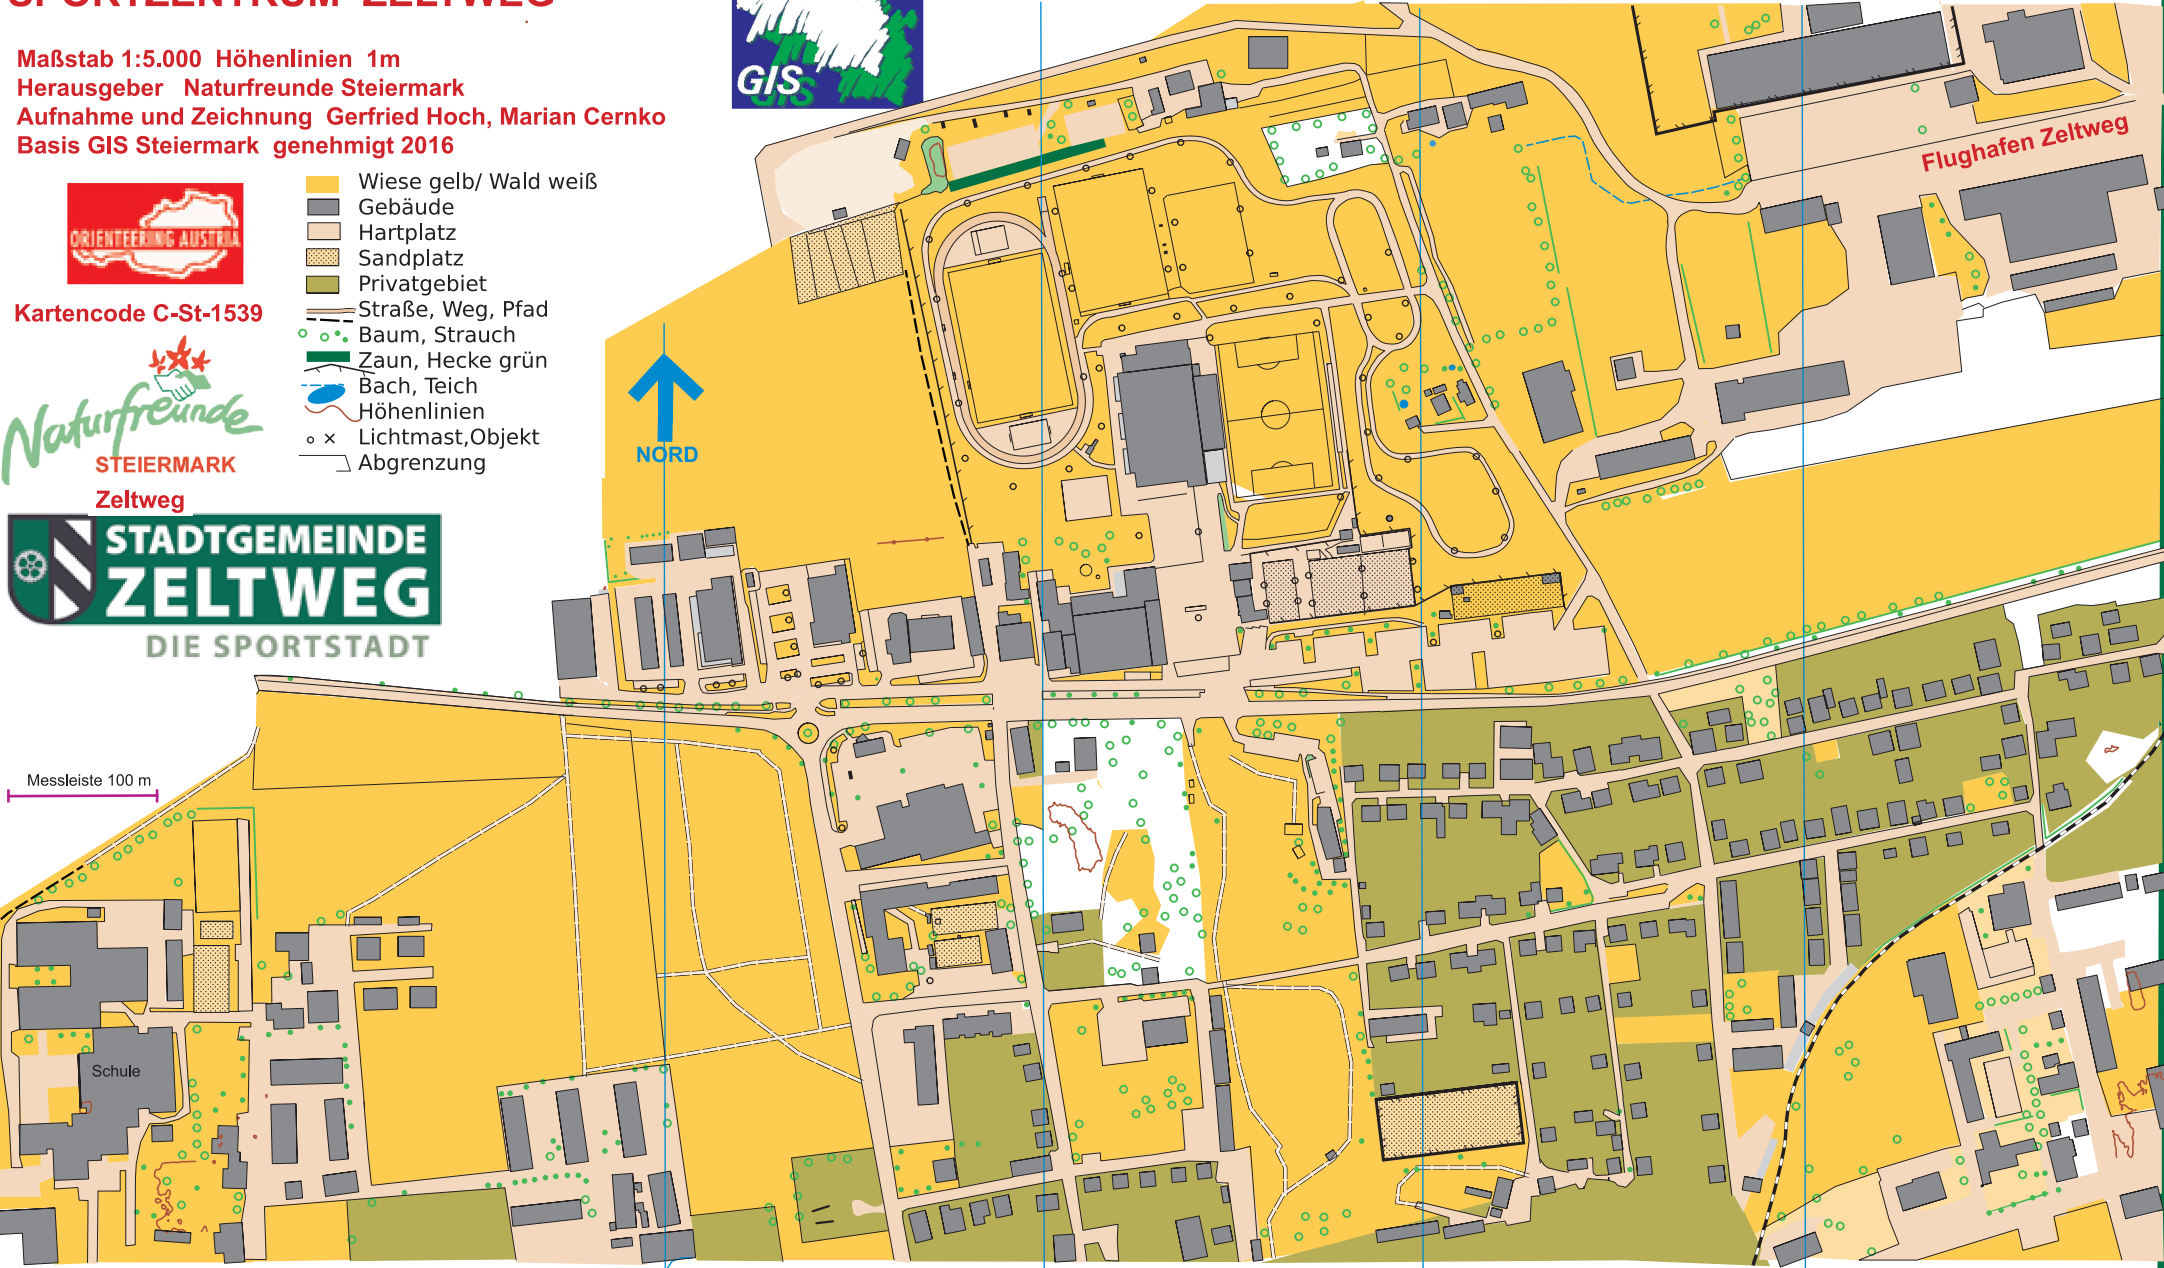 SPORTZENTRUM ZELTWEG
Maßstab 1:5.000 Höhenlinien 1m
Herausgeber Naturfreunde Steiermark
Aufnahme und Zeichnung Gerfried Hoch, Marian Cernko
Basis GIS Steiermark genehmigt 2016
GIS
GIS
ORIENTEERING AUSTRIA
Kartencode C-St-1539
Naturfreunde
STEIERMARK
Zeltweg
STADTGEMEINDE
ZELTWEG
DIE SPORTSTADT
Wiese gelb/ Wald weiß
Gebäude
Hartplatz
Sandplatz
Privatgebiet
Straße, Weg, Pfad
Baum, Strauch
Zaun, Hecke grün
Bach, Teich
Höhenlinien
Lichtmast,Objekt
Abgrenzung
NORD
Flughafen Zeltweg
Messleiste 100 m
Schule